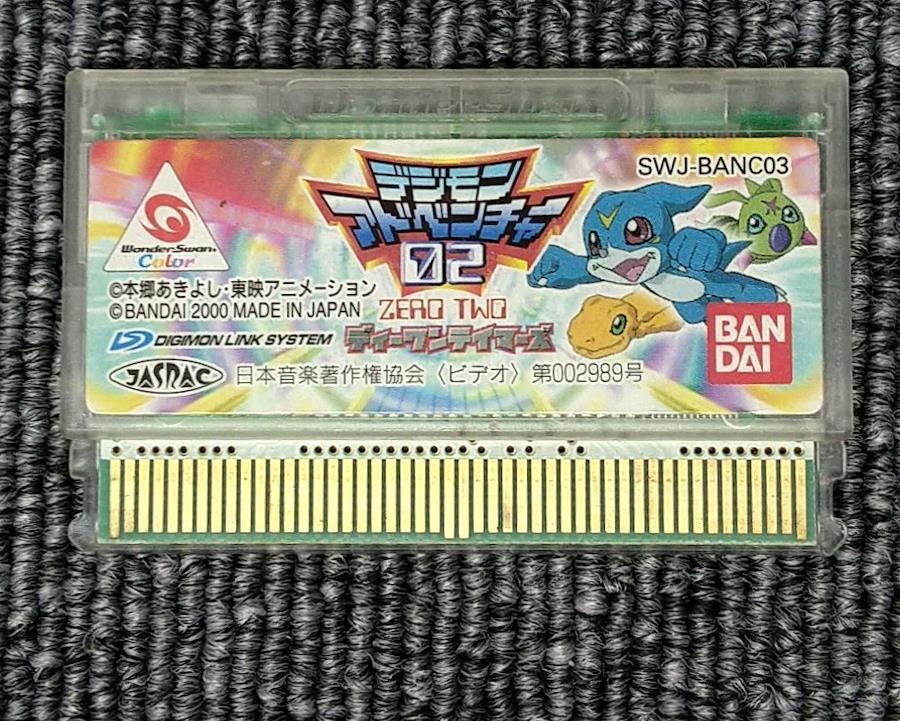 SWJ-BANC03
デジモン
アドベンチャー
02
ZERO TWO
ディーワンテイマーズ
WonderSwan
Color
©本郷あきよし・東映アニメーション
©BANDAI 2000 MADE IN JAPAN
DIGIMON LINK SYSTEM
JASRAC 日本音楽著作権協会〈ビデオ〉第002989号
BAN
DAI